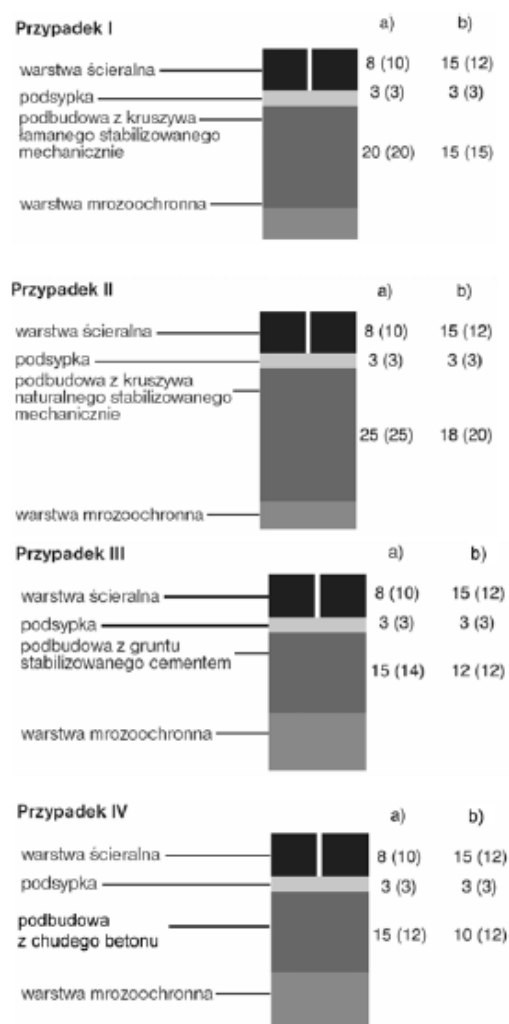 Przypadek I
a) b)
warstwa ścieralna 8 (10) 15 (12)
podsypka 3 (3) 3 (3)
podbudowa z kruszywa
łamanego stabilizowanego
mechanicznie
20 (20) 15 (15)
warstwa mrozoochronna
Przypadek II
a) b)
warstwa ścieralna 8 (10) 15 (12)
podsypka 3 (3) 3 (3)
podbudowa z kruszywa
naturalnego stabilizowanego
mechanicznie
25 (25) 18 (20)
warstwa mrozoochronna
Przypadek III a) b)
warstwa ścieralna 8 (10) 15 (12)
podsypka 3 (3) 3 (3)
podbudowa z gruntu
stabilizowanego cementem
15 (14) 12 (12)
warstwa mrozoochronna
Przypadek IV a) b)
warstwa ścieralna 8 (10) 15 (12)
podsypka 3 (3) 3 (3)
podbudowa
z chudego betonu
15 (12) 10 (12)
warstwa mrozoochronna